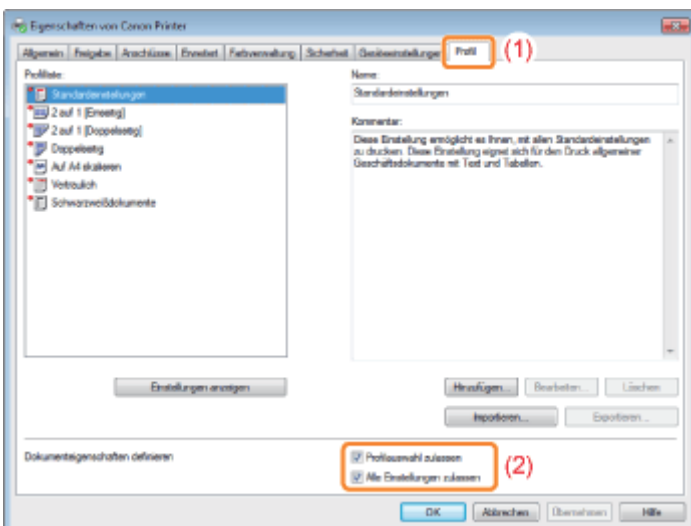 Eigenschaften von Canon Printer
Allgemein Freigabe Anschlüsse Erweitert Farbverwaltung Sicherheit Geräteeinstellungen Profil (1)
Profilliste: Name:
Standardeinstellungen Standardeinstellungen
2 auf 1 [Einseitig]
2 auf 1 [Doppelseitig] Kommentar:
Doppelseitig Diese Einstellung ermöglicht es Ihnen, mit allen Standardeinstellungen
Auf A4 skalieren zu drucken. Diese Einstellung eignet sich für den Druck allgemeiner
Vertraulich Geschäftsdokumente mit Text und Tabellen.
Schwarzweißdokumente
Einstellungen anzeigen Hinzufügen... Bearbeiten... Löschen
Importieren... Exportieren...
Dokumenteigenschaften definieren Profilauswahl zulassen
Alle Einstellungen zulassen (2)
OK Abbrechen Übernehmen Hilfe